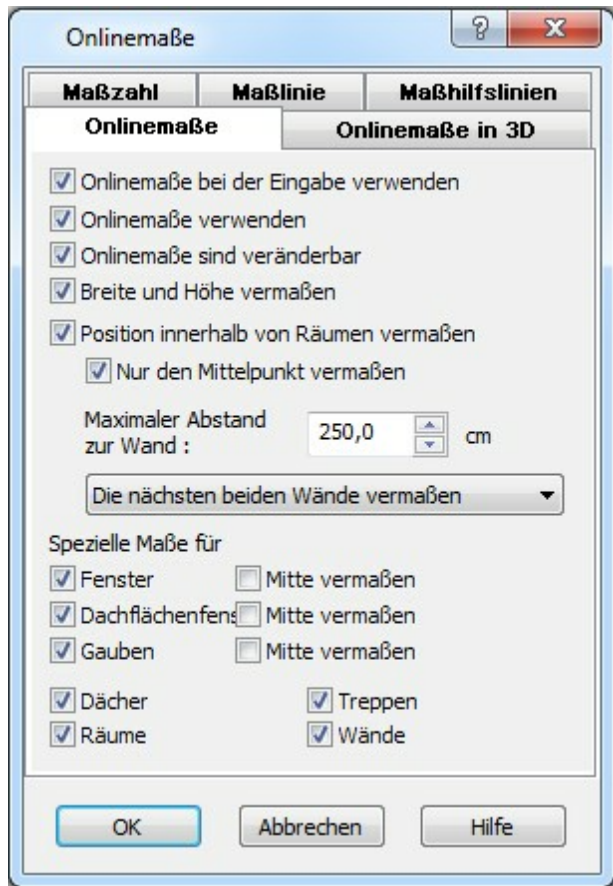 Onlinemaße
Maßzahl Maßlinie Maßhilfslinien
Onlinemaße Onlinemaße in 3D
Onlinemaße bei der Eingabe verwenden
Onlinemaße verwenden
Onlinemaße sind veränderbar
Breite und Höhe vermaßen
Position innerhalb von Räumen vermaßen
Nur den Mittelpunkt vermaßen
Maximaler Abstand
zur Wand : 250,0 cm
Die nächsten beiden Wände vermaßen
Spezielle Maße für
Fenster Mitte vermaßen
Dachflächenfens Mitte vermaßen
Gauben Mitte vermaßen
Dächer Treppen
Räume Wände
OK Abbrechen Hilfe